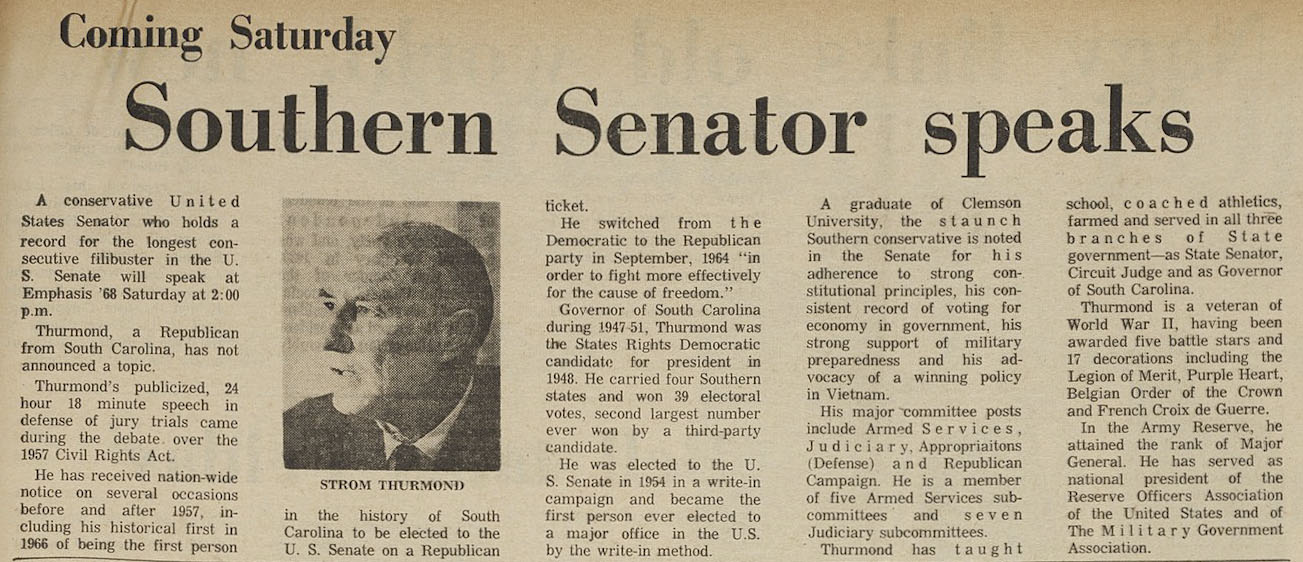 Coming Saturday
Southern Senator speaks
A conservative United
States Senator who holds a
record for the longest con-
secutive filibuster in the U.
S. Senate will speak at
Emphasis '68 Saturday at 2:00
p.m.
Thurmond, a Republican
from South Carolina, has not
announced a topic.
Thurmond's publicized, 24
hour 18 minute speech in
defense of jury trials came
during the debate over the
1957 Civil Rights Act.
He has received nation-wide
notice on several occasions
before and after 1957, in-
cluding his historical first in
1966 of being the first person
STROM THURMOND
in the history of South
Carolina to be elected to the
U. S. Senate on a Republican
ticket.
He switched from the
Democratic to the Republican
party in September, 1964 "in
order to fight more effectively
for the cause of freedom."
Governor of South Carolina
during 1947-51, Thurmond was
the States Rights Democratic
candidate for president in
1948. He carried four Southern
states and won 39 electoral
votes, second largest number
ever won by a third-party
candidate.
He was elected to the U.
S. Senate in 1954 in a write-in
campaign and became the
first person ever elected to
a major office in the U.S.
by the write-in method.
A graduate of Clemson
University, the staunch
Southern conservative is noted
in the Senate for his
adherence to strong con-
stitutional principles, his con-
sistent record of voting for
economy in government, his
strong support of military
preparedness and his ad-
vocacy of a winning policy
in Vietnam.
His major committee posts
include Armed Services,
Judiciary, Appropriaitons
(Defense) and Republican
Campaign. He is a member
of five Armed Services sub-
committees and seven
Judiciary subcommittees.
Thurmond has taught
school, coached athletics,
farmed and served in all three
branches of State
government—as State Senator,
Circuit Judge and as Governor
of South Carolina.
Thurmond is a veteran of
World War II, having been
awarded five battle stars and
17 decorations including the
Legion of Merit, Purple Heart,
Belgian Order of the Crown
and French Croix de Guerre.
In the Army Reserve, he
attained the rank of Major
General. He has served as
national president of the
Reserve Officers Association
of the United States and of
The Military Government
Association.